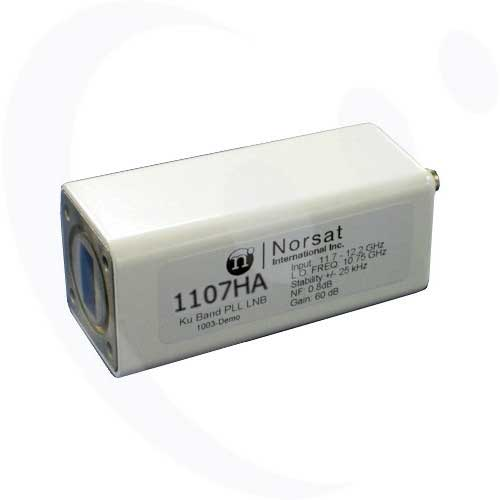 n
Norsat
International Inc.
1107HA
Ku Band PLL LNB
1003-Demo
Input: 11.7 - 12.2 GHz
L.O. FREQ: 10.75 GHz
Stability +/- 25 kHz
NF: 0.8dB
Gain: 60 dB